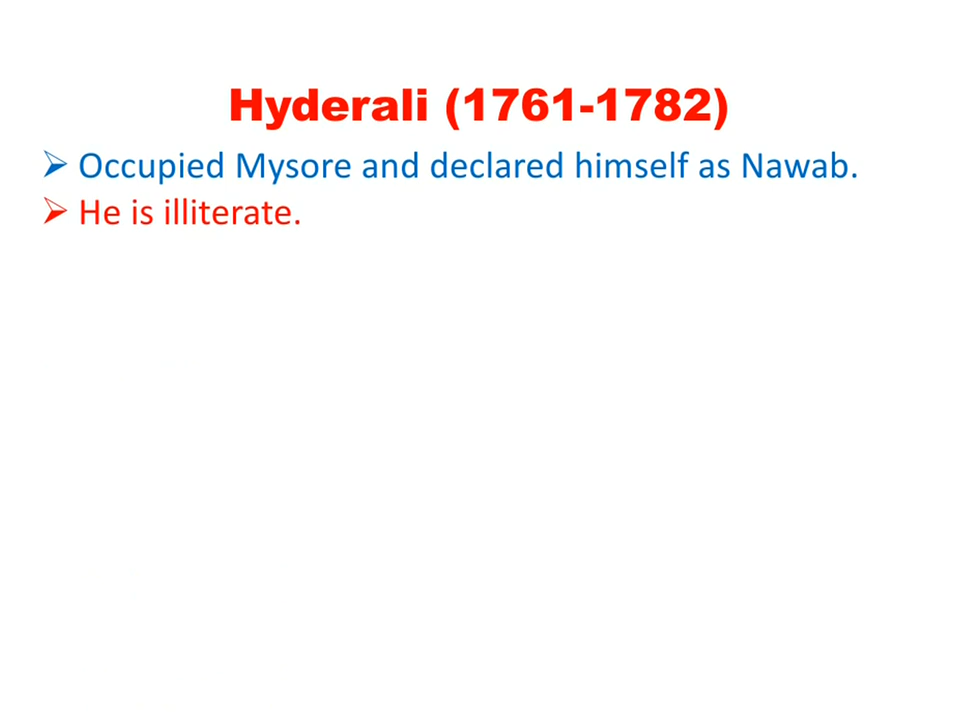 Hyderali (1761-1782)
➢ Occupied Mysore and declared himself as Nawab.
➢ He is illiterate.